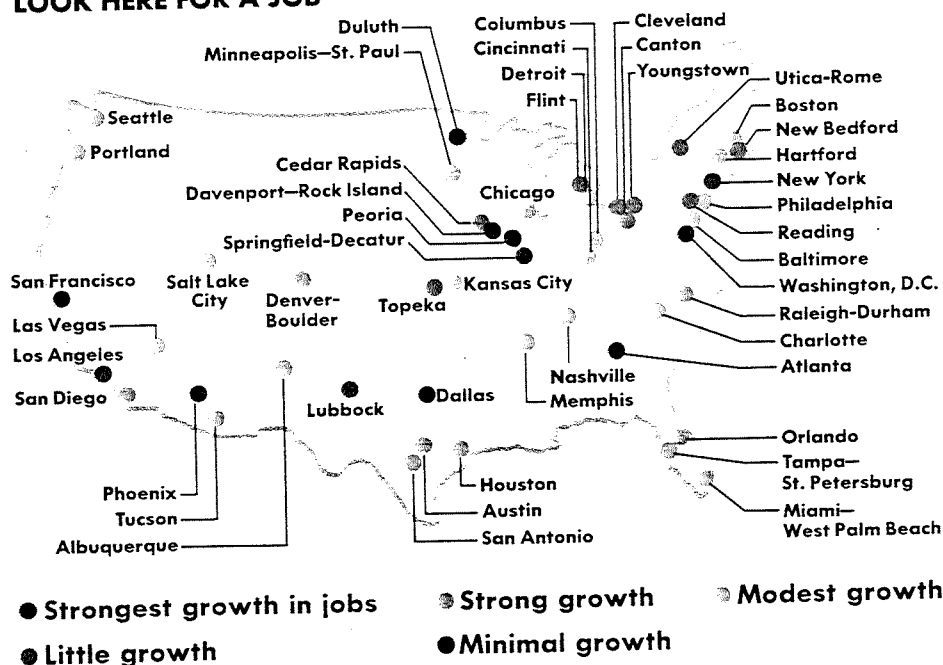 LOOK HERE FOR A JOB
Duluth
Minneapolis—St. Paul
Columbus
Cincinnati
Detroit
Flint
Cleveland
Canton
Youngstown
Utica-Rome
Boston
New Bedford
Hartford
New York
Philadelphia
Reading
Baltimore
Washington, D.C.
Raleigh-Durham
Charlotte
Atlanta
Seattle
Portland
Cedar Rapids
Davenport—Rock Island
Peoria
Springfield-Decatur
Chicago
San Francisco
Salt Lake
City
Denver-
Boulder
Topeka
Kansas City
Las Vegas
Los Angeles
San Diego
Lubbock
Dallas
Nashville
Memphis
Phoenix
Tucson
Albuquerque
Houston
Austin
San Antonio
Orlando
Tampa—
St. Petersburg
Miami—
West Palm Beach
Strongest growth in jobs
Strong growth
Modest growth
Little growth
Minimal growth